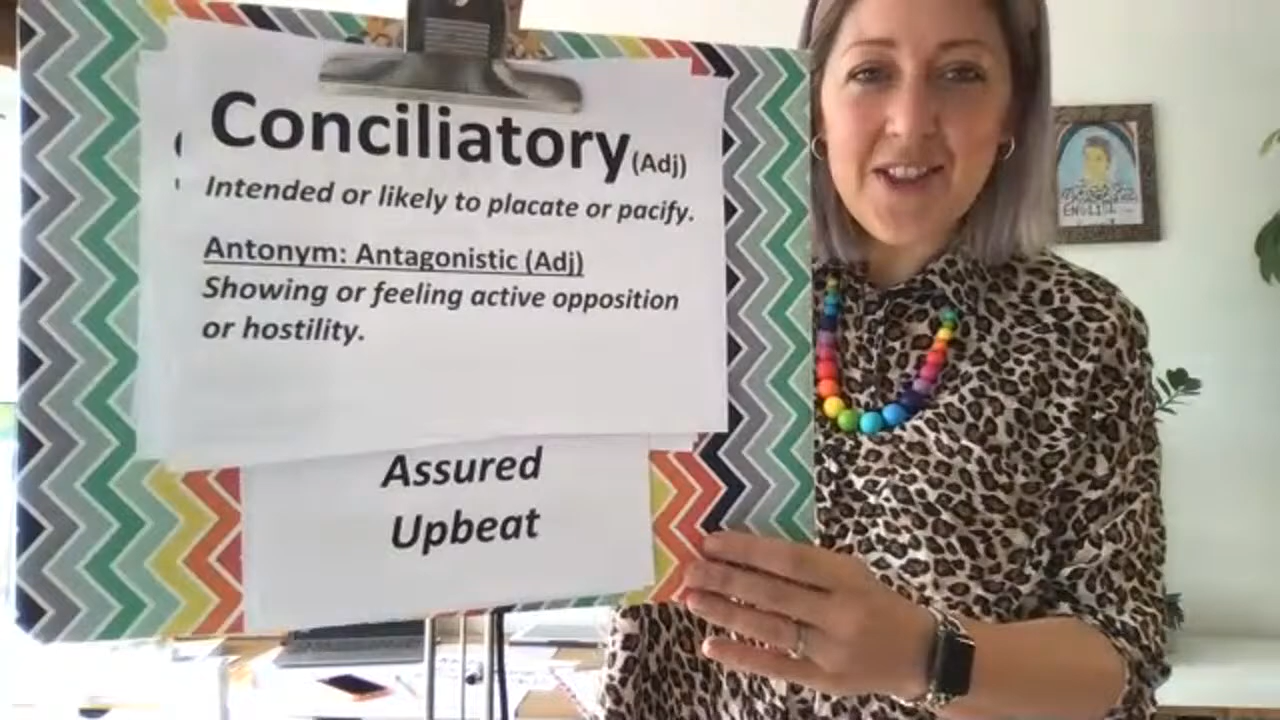 Conciliatory (Adj)
Intended or likely to placate or pacify.
Antonym: Antagonistic (Adj)
Showing or feeling active opposition
or hostility.
Assured
Upbeat
ENGLISH